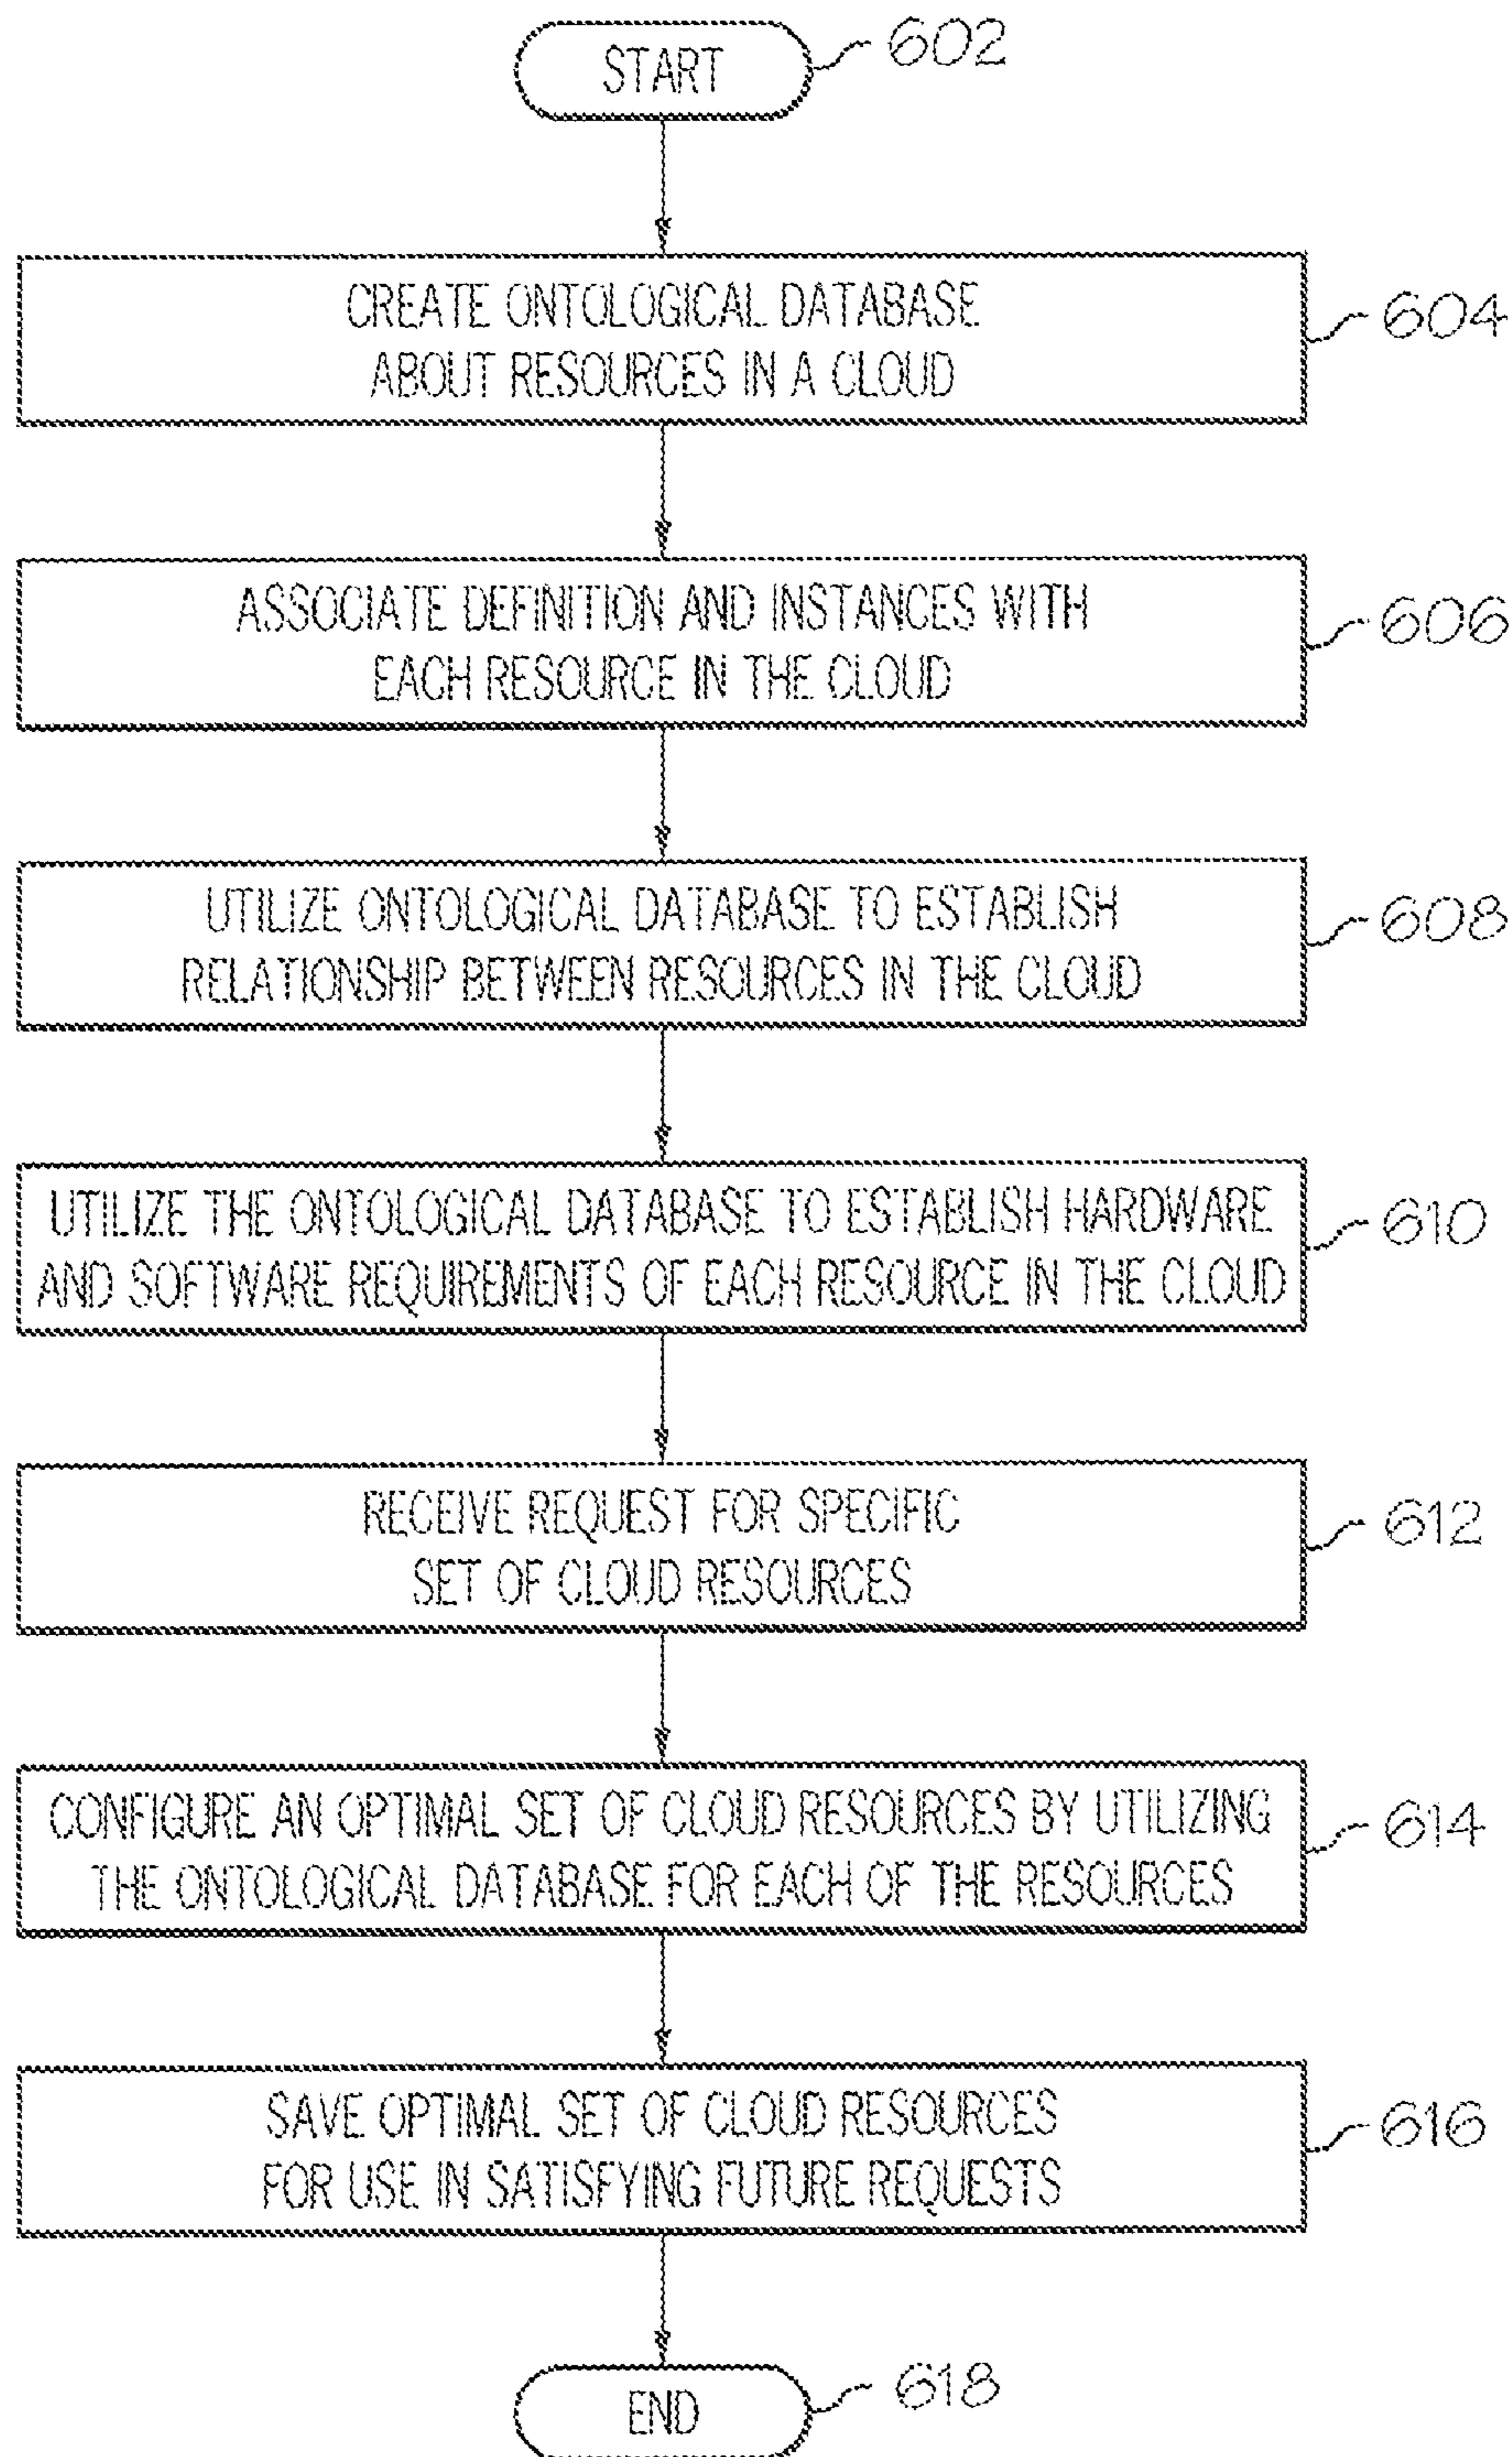 START
602
CREATE ONTOLOGICAL DATABASE
ABOUT RESOURCES IN A CLOUD
604
ASSOCIATE DEFINITION AND INSTANCES WITH
EACH RESOURCE IN THE CLOUD
606
UTILIZE ONTOLOGICAL DATABASE TO ESTABLISH
RELATIONSHIP BETWEEN RESOURCES IN THE CLOUD
608
UTILIZE THE ONTOLOGICAL DATABASE TO ESTABLISH HARDWARE
AND SOFTWARE REQUIREMENTS OF EACH RESOURCE IN THE CLOUD
610
RECEIVE REQUEST FOR SPECIFIC
SET OF CLOUD RESOURCES
612
CONFIGURE AN OPTIMAL SET OF CLOUD RESOURCES BY UTILIZING
THE ONTOLOGICAL DATABASE FOR EACH OF THE RESOURCES
614
SAVE OPTIMAL SET OF CLOUD RESOURCES
FOR USE IN SATISFYING FUTURE REQUESTS
616
END
618